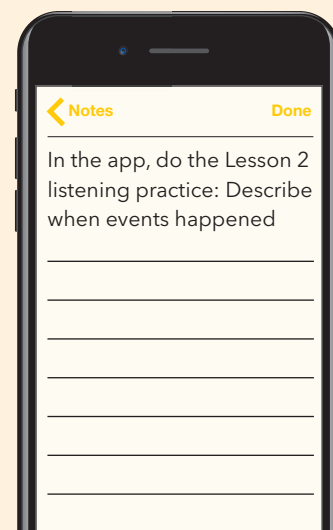 Notes
Done
In the app, do the Lesson 2
listening practice: Describe
when events happened